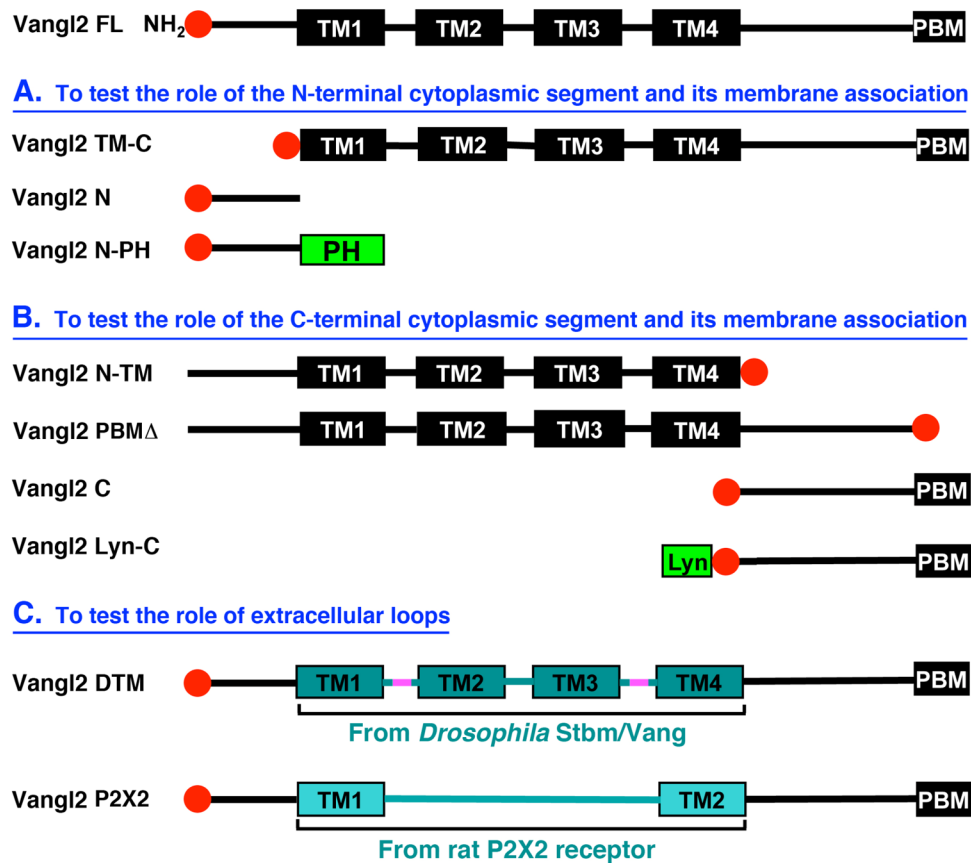 Vangl2 FL NH2 TM1 TM2 TM3 TM4 PBM
A. To test the role of the N-terminal cytoplasmic segment and its membrane association
Vangl2 TM-C TM1 TM2 TM3 TM4 PBM
Vangl2 N
Vangl2 N-PH PH
B. To test the role of the C-terminal cytoplasmic segment and its membrane association
Vangl2 N-TM TM1 TM2 TM3 TM4
Vangl2 PBMΔ TM1 TM2 TM3 TM4
Vangl2 C PBM
Vangl2 Lyn-C Lyn PBM
C. To test the role of extracellular loops
Vangl2 DTM TM1 TM2 TM3 TM4 PBM
From Drosophila Stbm/Vang
Vangl2 P2X2 TM1 TM2 PBM
From rat P2X2 receptor